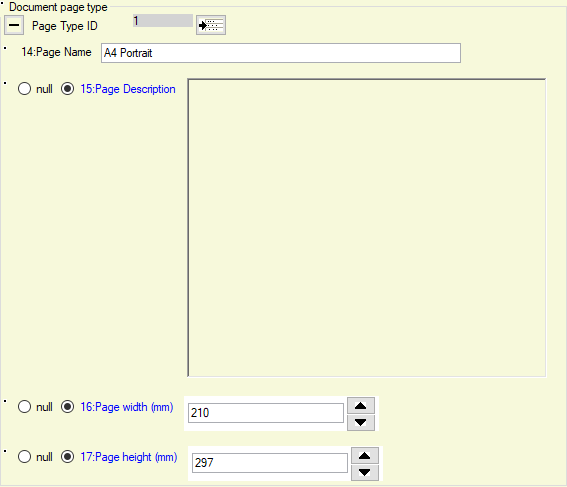 Document page type
Page Type ID 1
14:Page Name A4 Portrait
null 15:Page Description
null 16:Page width (mm) 210
null 17:Page height (mm) 297